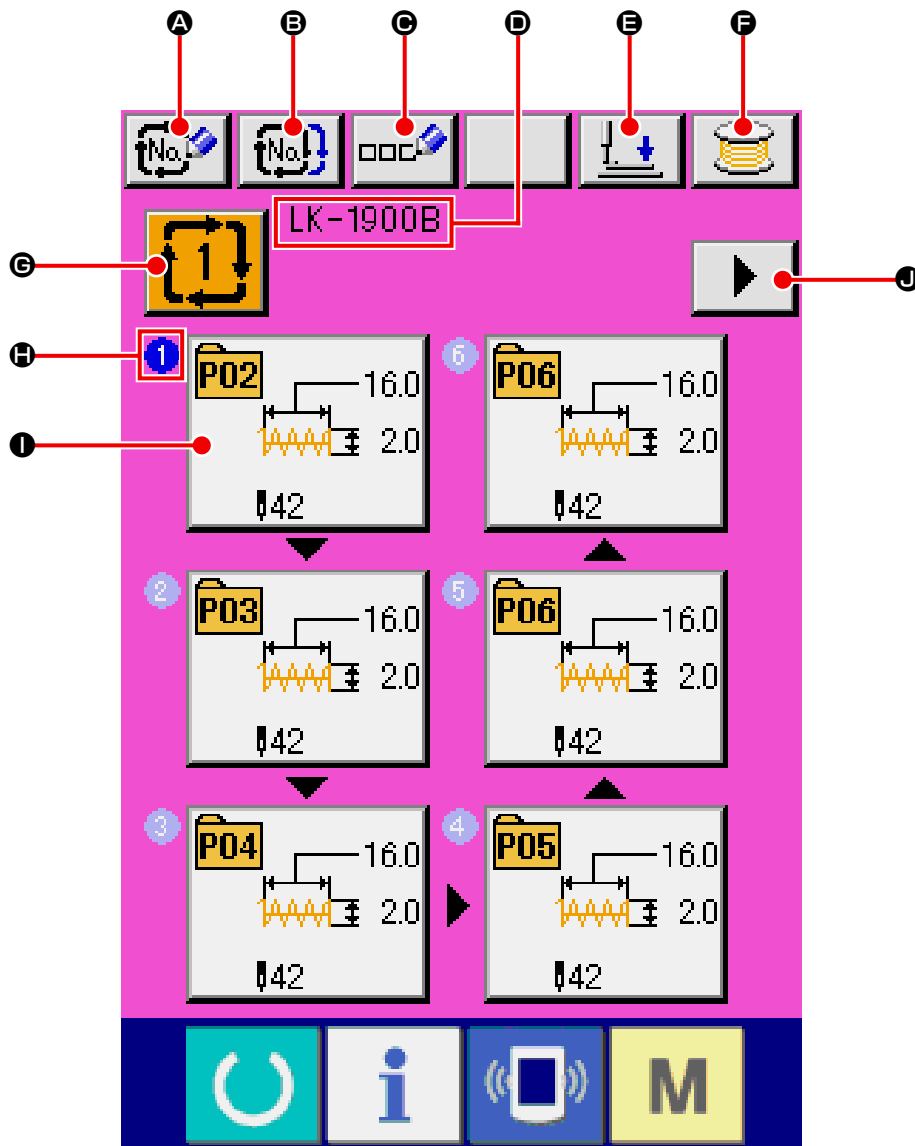 A B C D E F
No. No.
LK-1900B
G 1 J
H 1 P02 16.0 6 P06 16.0
I 2.0 2.0
42 42
2 P03 16.0 5 P06 16.0
2.0 2.0
42 42
3 P04 16.0 4 P05 16.0
2.0 2.0
42 42
i M